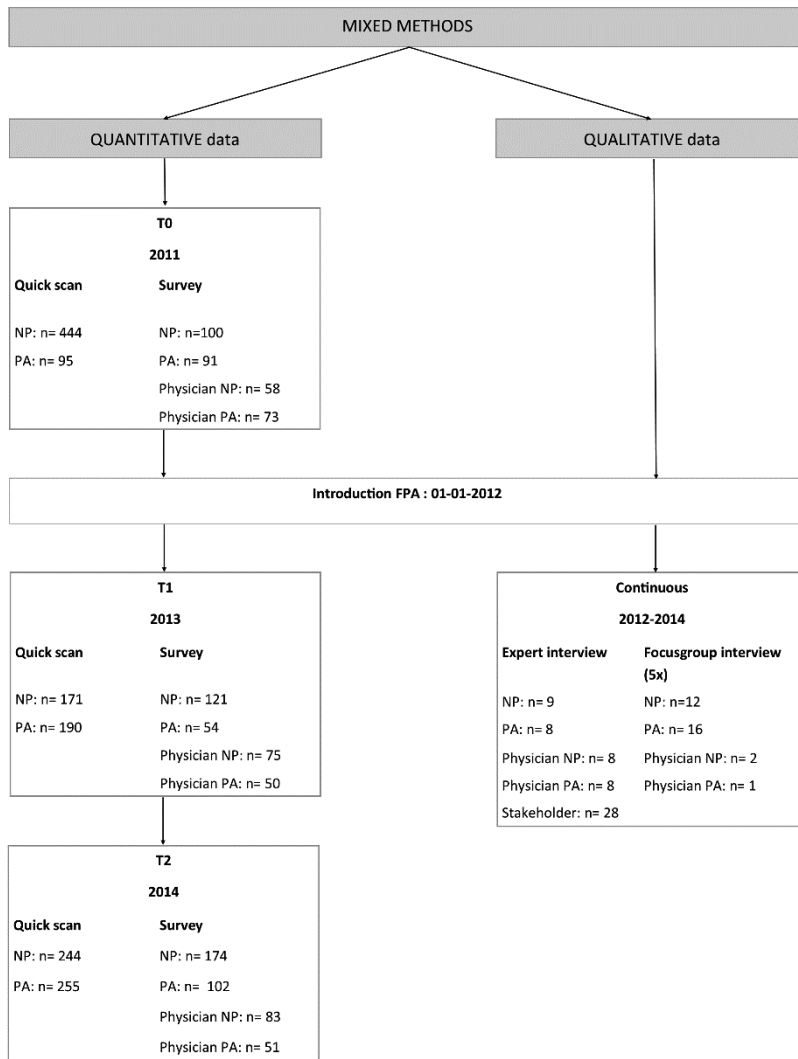 MIXED METHODS
QUANTITATIVE data
QUALITATIVE data
T0
2011
Quick scan Survey
NP: n= 444 NP: n=100
PA: n= 95 PA: n= 91
Physician NP: n= 58
Physician PA: n= 73
Introduction FPA : 01-01-2012
T1
2013
Quick scan Survey
NP: n= 171 NP: n= 121
PA: n= 190 PA: n= 54
Physician NP: n= 75
Physician PA: n= 50
Continuous
2012-2014
Expert interview Focusgroup interview
(5x)
NP: n= 9 NP: n=12
PA: n= 8 PA: n= 16
Physician NP: n= 8 Physician NP: n= 2
Physician PA: n= 8 Physician PA: n= 1
Stakeholder: n= 28
T2
2014
Quick scan Survey
NP: n= 244 NP: n= 174
PA: n= 255 PA: n= 102
Physician NP: n= 83
Physician PA: n= 51